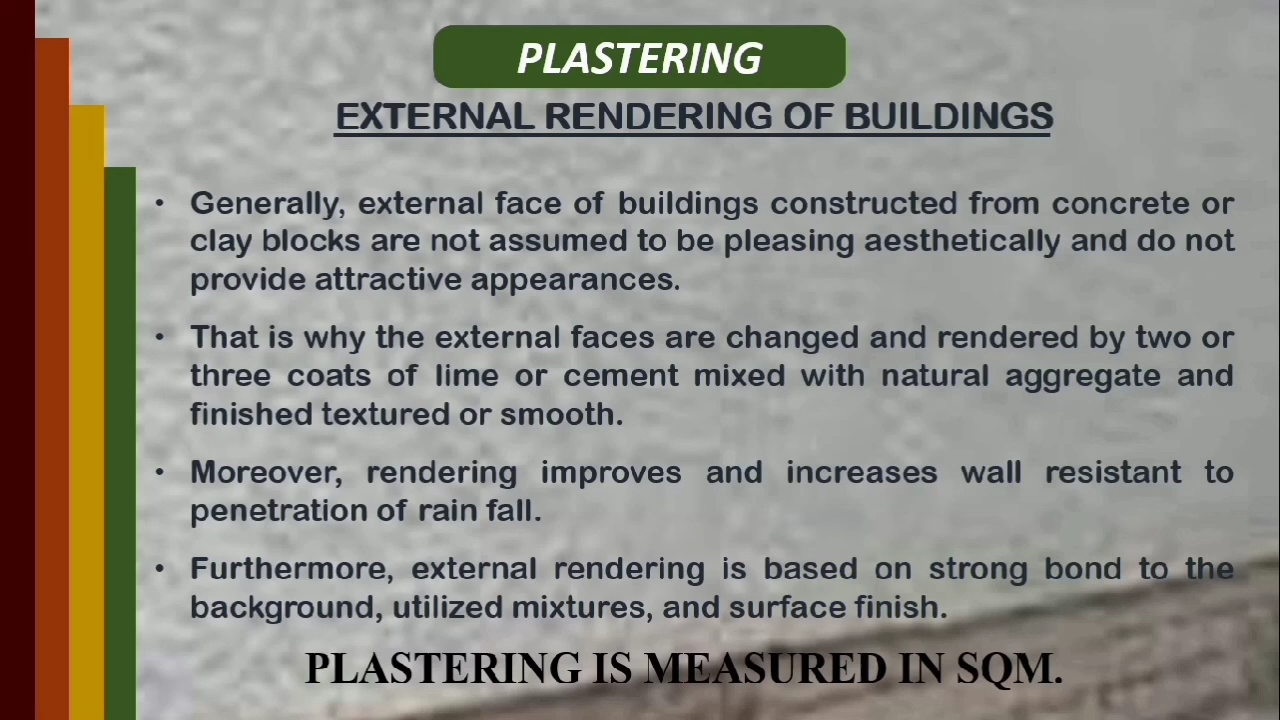 PLASTERING
EXTERNAL RENDERING OF BUILDINGS
• Generally, external face of buildings constructed from concrete or
clay blocks are not assumed to be pleasing aesthetically and do not
provide attractive appearances.
• That is why the external faces are changed and rendered by two or
three coats of lime or cement mixed with natural aggregate and
finished textured or smooth.
• Moreover, rendering improves and increases wall resistant to
penetration of rain fall.
• Furthermore, external rendering is based on strong bond to the
background, utilized mixtures, and surface finish.
PLASTERING IS MEASURED IN SQM.